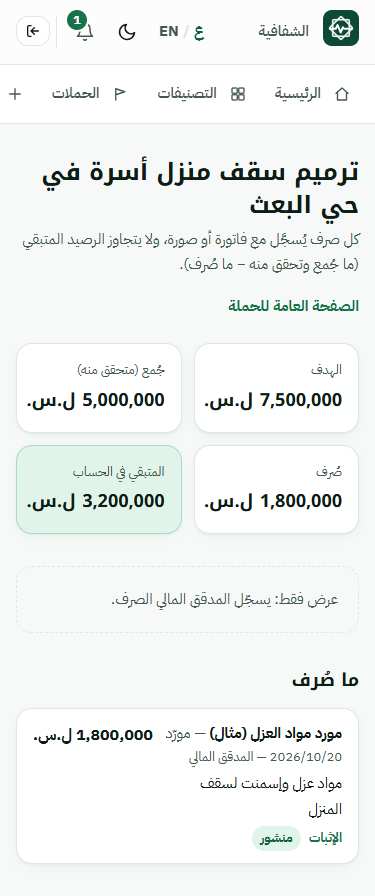 الشفافية
ع / EN
1
الرئيسية
التصنيفات
الحملات
ترميم سقف منزل أسرة في
حي البعث
كل صرف يُسجَّل مع فاتورة أو صورة، ولا يتجاوز الرصيد المتبقي
(ما جُمع وتحقق منه – ما صُرف).
الصفحة العامة للحملة
الهدف
7,500,000 ل.س.
جُمع (متحقق منه)
5,000,000 ل.س.
صُرف
1,800,000 ل.س.
المتبقي في الحساب
3,200,000 ل.س.
عرض فقط: يسجّل المدقق المالي الصرف.
ما صُرف
مورد مواد العزل (مثال) — مورّد
1,800,000 ل.س.
2026/10/20 — المدقق المالي
مواد عزل وإسمنت لسقف
المنزل
الإثبات منشور